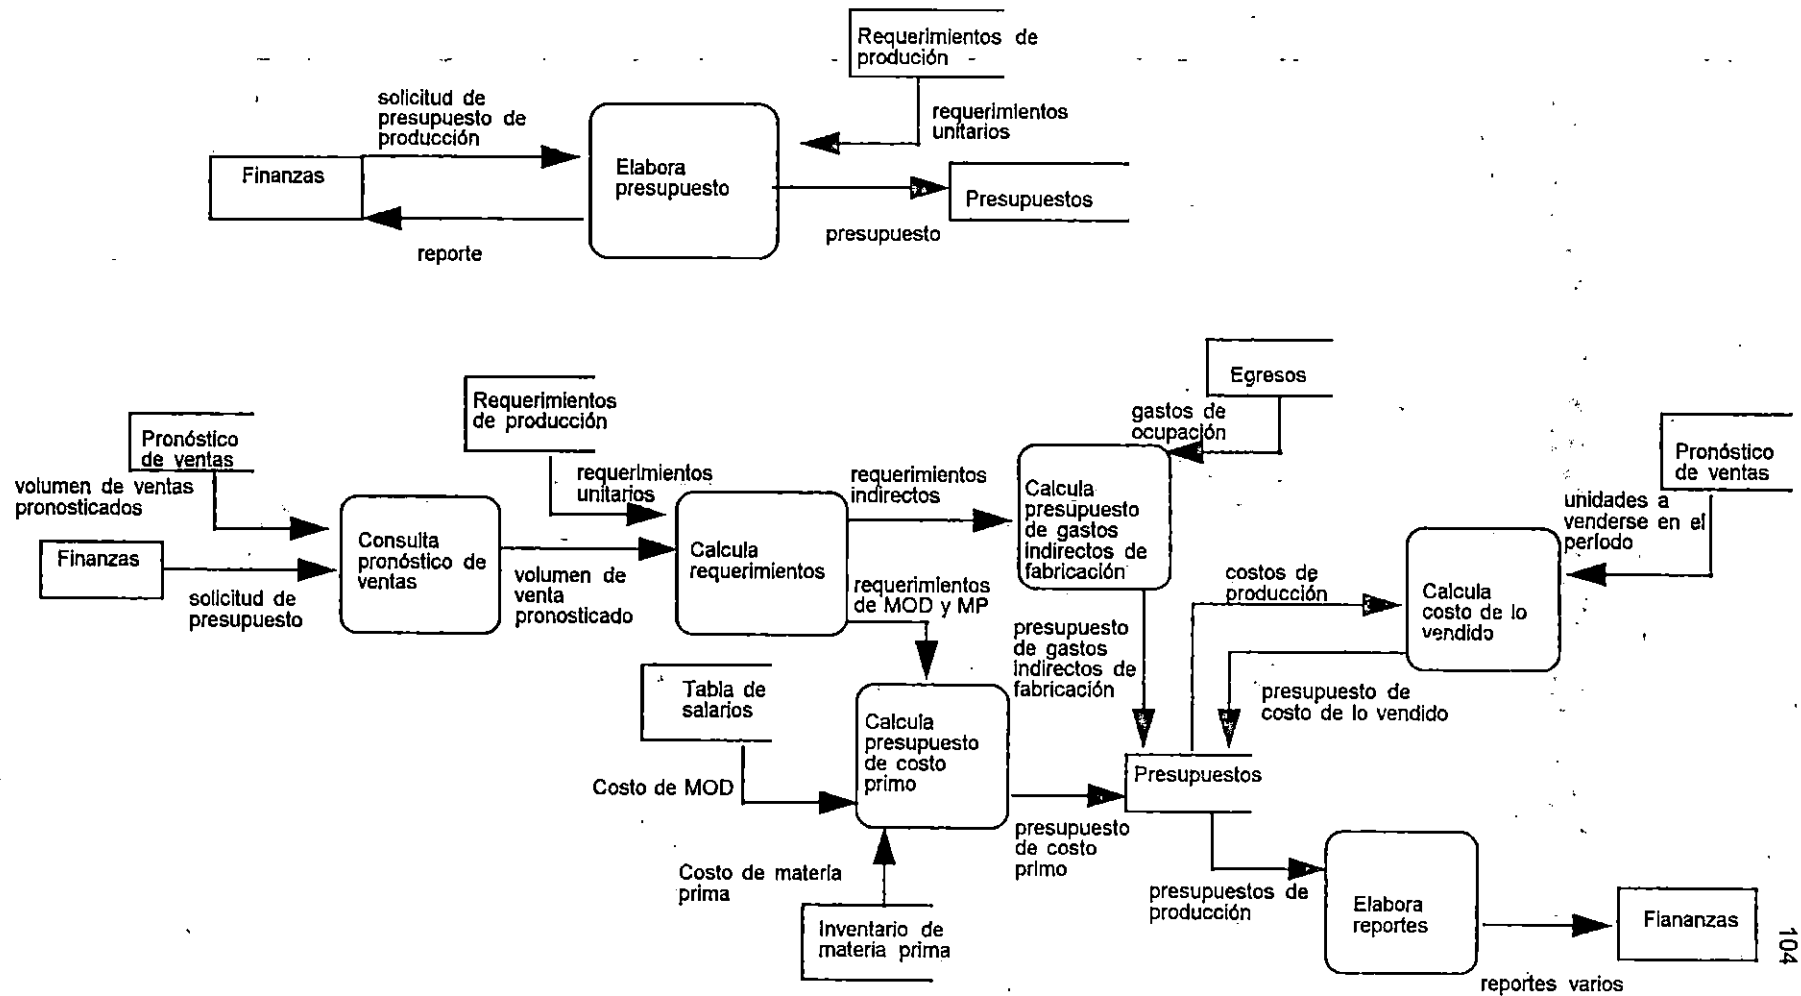 Requerimientos de
produción
solicitud de
presupuesto de
producción
requerimientos
unitarios
Finanzas
Elabora
presupuesto
Presupuestos
reporte
presupuesto
Egresos
Requerimientos
de producción
gastos de
ocupación
Pronóstico
de ventas
Pronóstico
de ventas
volumen de ventas
pronosticados
requerimientos
unitarios
requerimientos
indirectos
Calcula
presupuesto
de gastos
indirectos de
fabricación
unidades a
venderse en el
período
Finanzas
Consulta
pronóstico de
ventas
Calcula
requerimientos
solicitud de
presupuesto
volumen de
venta
pronosticado
requerimientos
de MOD y MP
costos de
producción
Calcula
costo de lo
vendido
presupuesto
de gastos
indirectos de
fabricación
Tabla de
salarios
Calcula
presupuesto
de costo
primo
presupuesto de
costo de lo vendido
Presupuestos
Costo de MOD
presupuesto
de costo
primo
Costo de materia
prima
presupuestos de
producción
Elabora
reportes
Fiananzas
Inventario de
materia prima
reportes varios
104